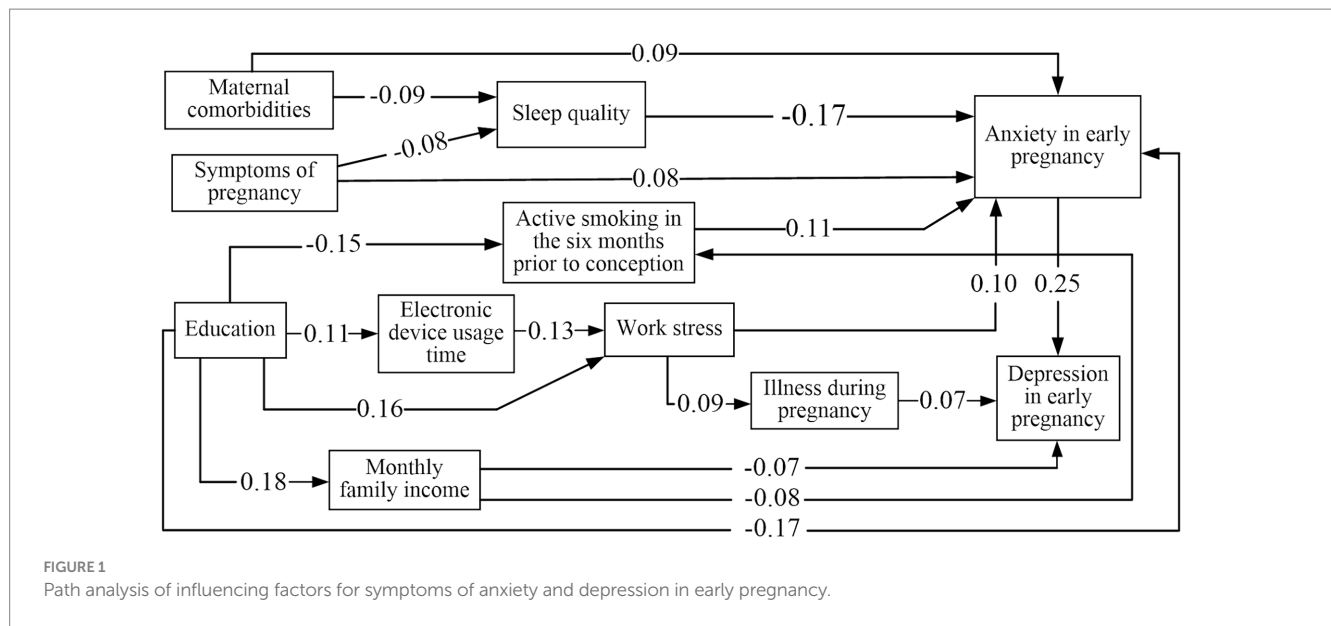 0.09
Maternal
comorbidities
-0.09
Sleep quality
-0.17
Anxiety in early
pregnancy
-0.08
Symptoms of
pregnancy
0.08
Active smoking in
the six months
prior to conception
0.11
-0.15
0.10
0.25
Education
0.11
Electronic
device usage
time
0.13
Work stress
0.16
0.09
Illness during
pregnancy
0.07
Depression
in early
pregnancy
0.18
Monthly
family income
-0.07
-0.08
-0.17
FIGURE 1
Path analysis of influencing factors for symptoms of anxiety and depression in early pregnancy.